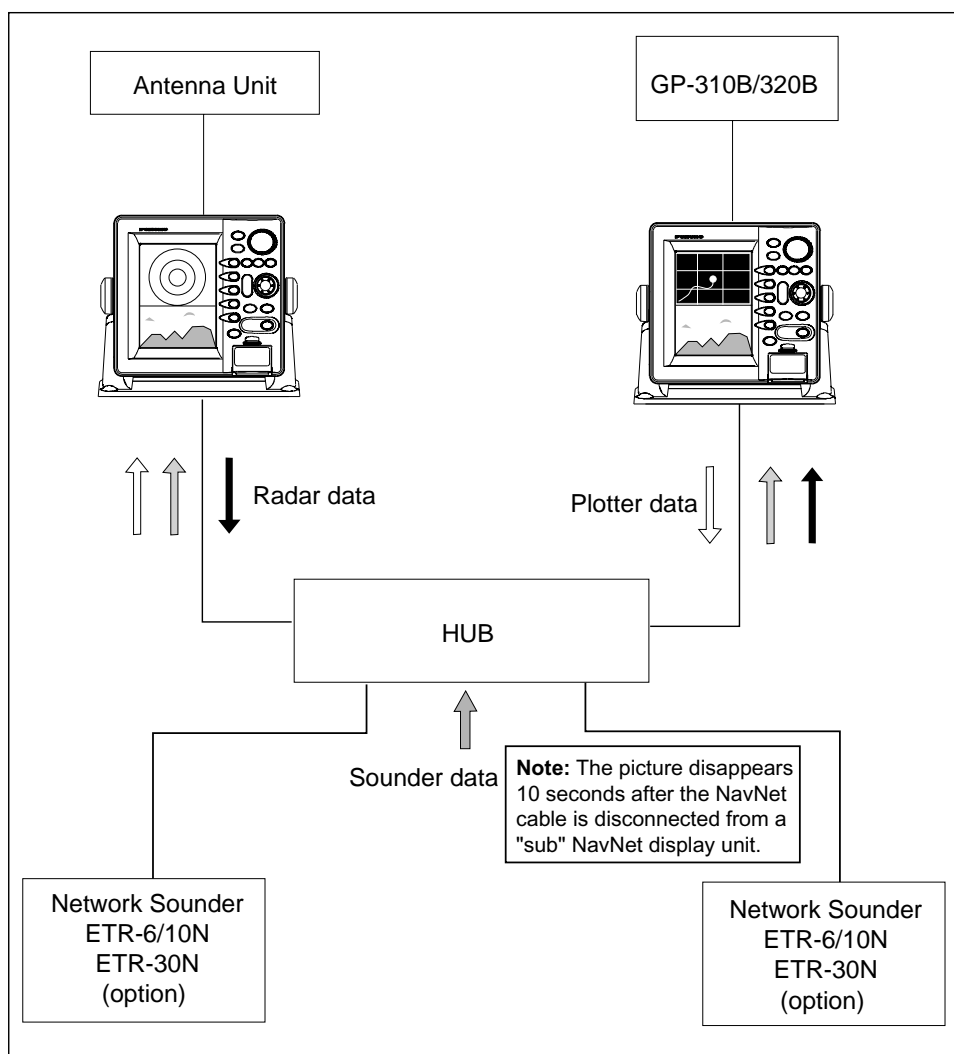 Antenna Unit
GP-310B/320B
FURUNO
FURUNO
Radar data
Plotter data
HUB
Sounder data
Note: The picture disappears
10 seconds after the NavNet
cable is disconnected from a
"sub" NavNet display unit.
Network Sounder
ETR-6/10N
ETR-30N
(option)
Network Sounder
ETR-6/10N
ETR-30N
(option)